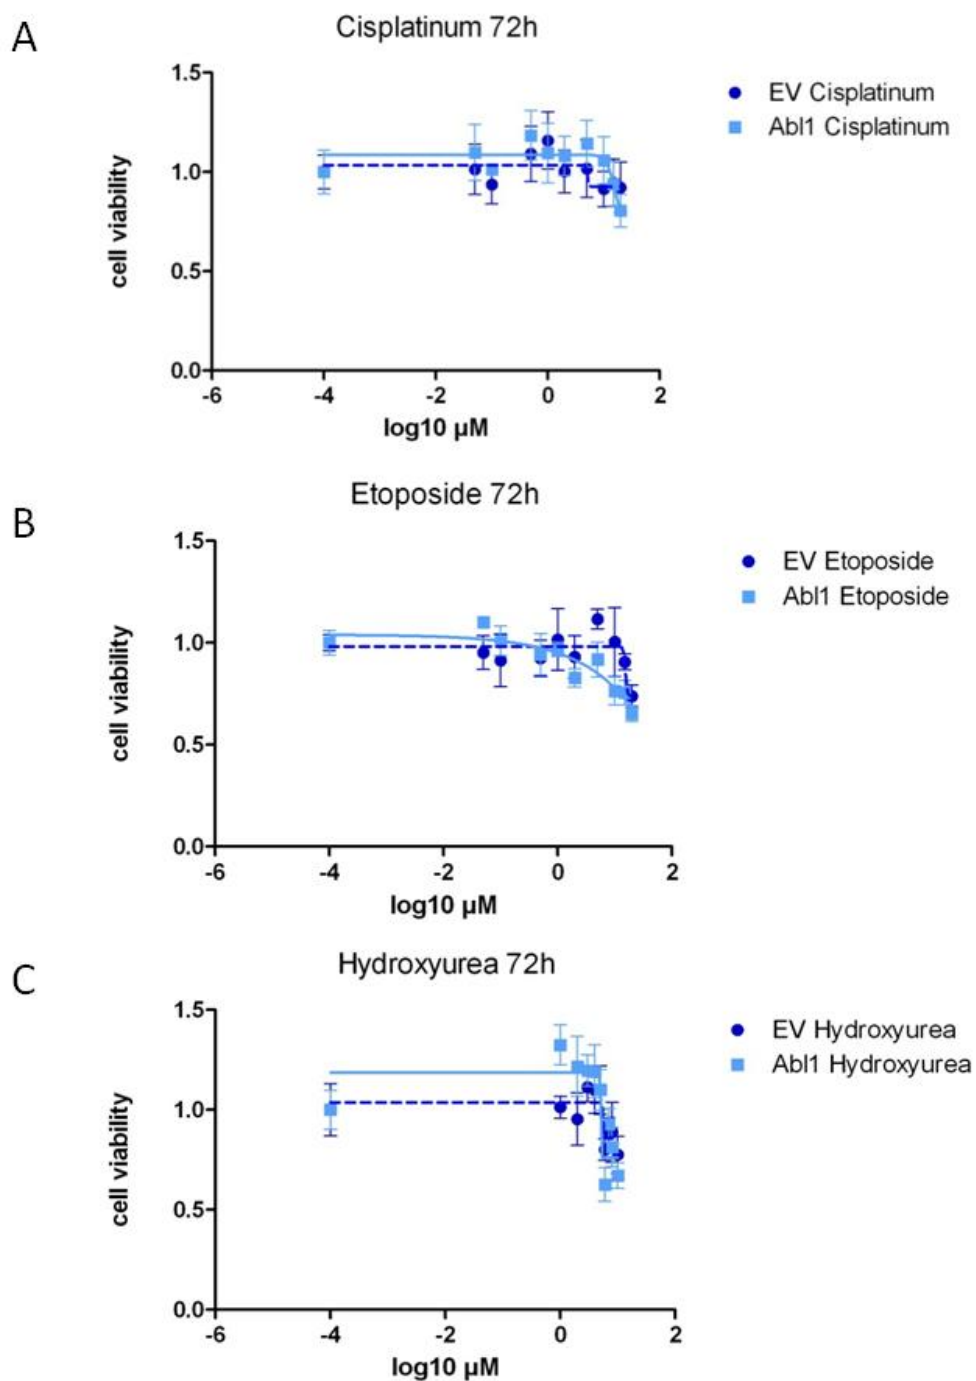 A
Cisplatinum 72h
1.5
1.0
0.5
0.0
cell viability
-6 -4 -2 0 2
log10 µM
EV Cisplatinum
Abl1 Cisplatinum
B
Etoposide 72h
1.5
1.0
0.5
0.0
cell viability
-6 -4 -2 0 2
log10 µM
EV Etoposide
Abl1 Etoposide
C
Hydroxyurea 72h
1.5
1.0
0.5
0.0
cell viability
-6 -4 -2 0 2
log10 µM
EV Hydroxyurea
Abl1 Hydroxyurea